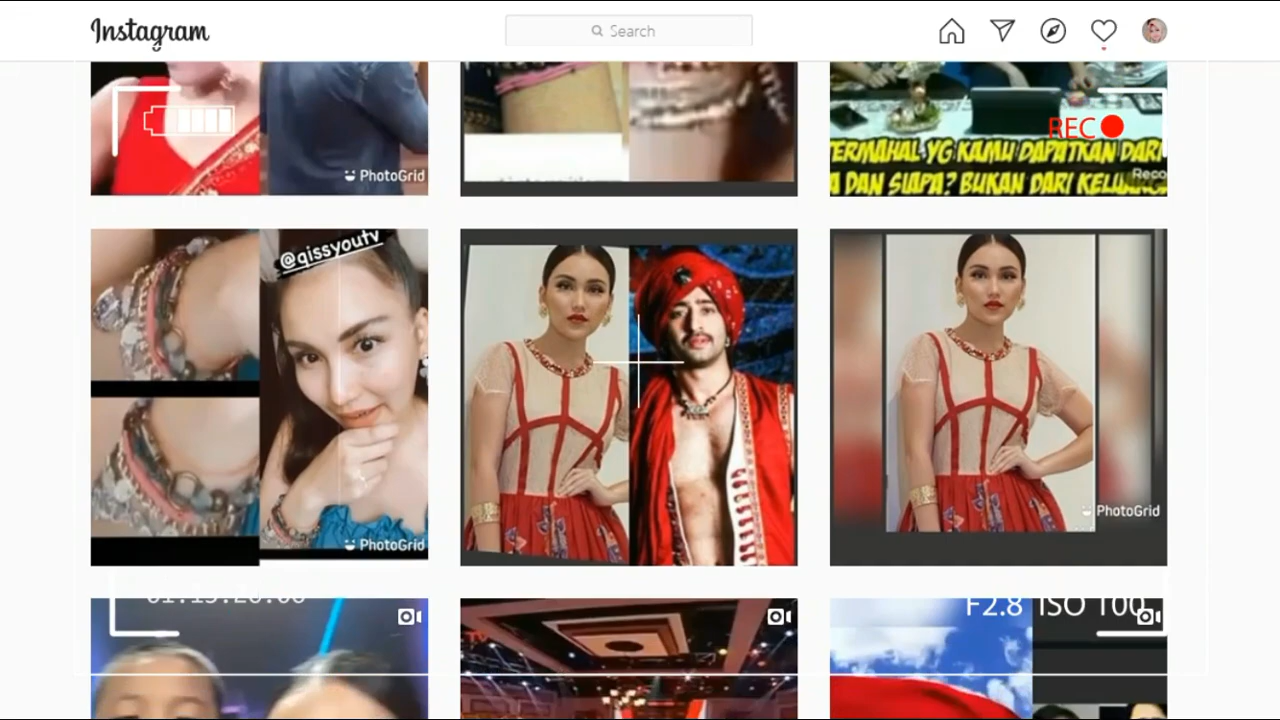 Instagram
Search
REC
PhotoGrid
TERMAHAL YG KAMU DAPATKAN DARI
A DAN SIAPA? BUKAN DARI
Reco
@qissyoutv
PhotoGrid
PhotoGrid
F2.8 ISO 100